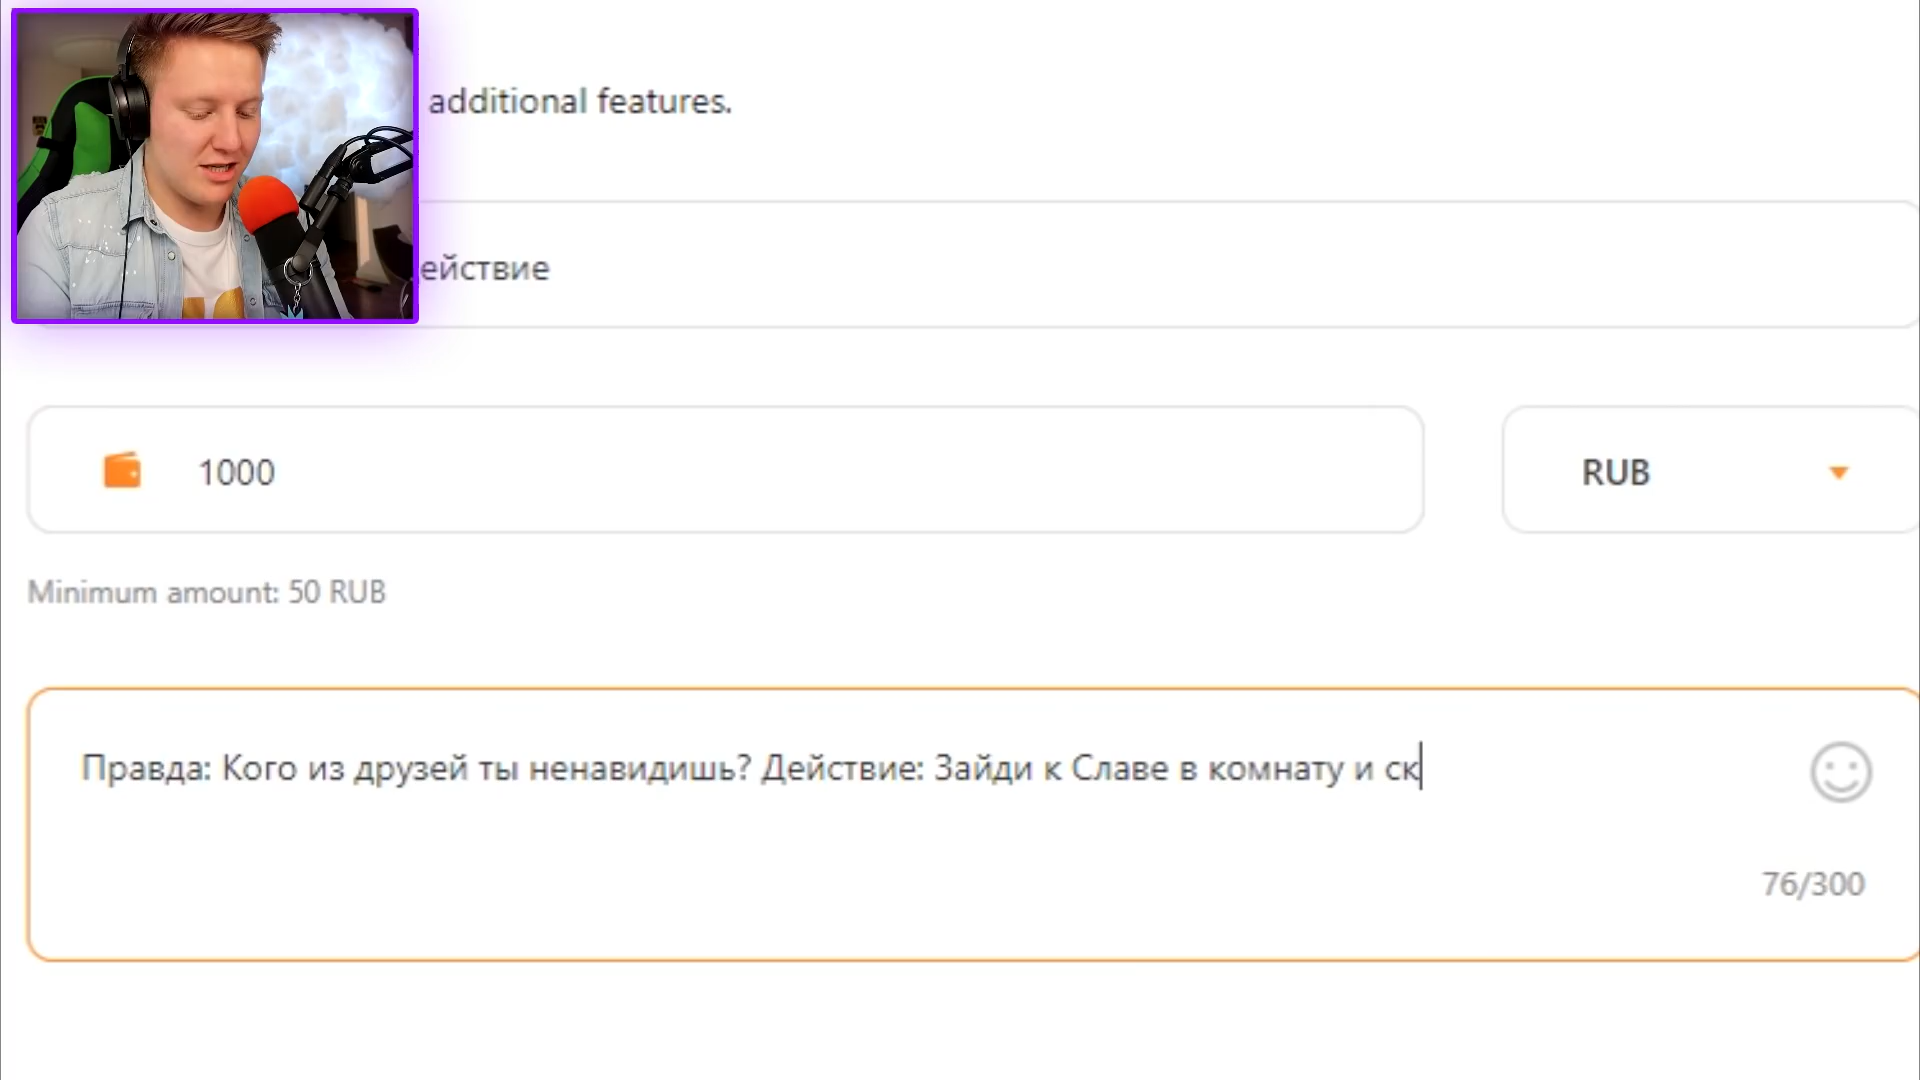 additional features.
ействие
1000
RUB
Minimum amount: 50 RUB
Правда: Кого из друзей ты ненавидишь? Действие: Зайди к Славе в комнату и ск
76/300